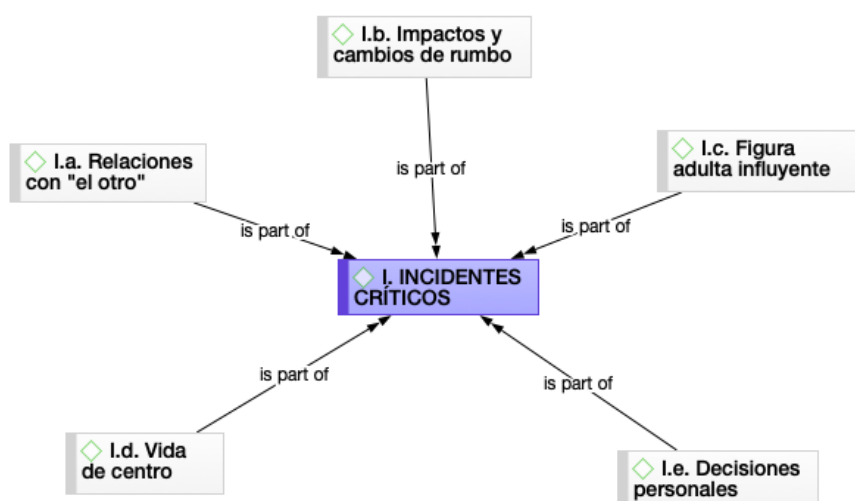 I.b. Impactos y
cambios de rumbo
I.a. Relaciones
con "el otro"
I.c. Figura
adulta influyente
is part of
is part of
is part of
I. INCIDENTES
CRÍTICOS
is part of
is part of
I.d. Vida
de centro
I.e. Decisiones
personales